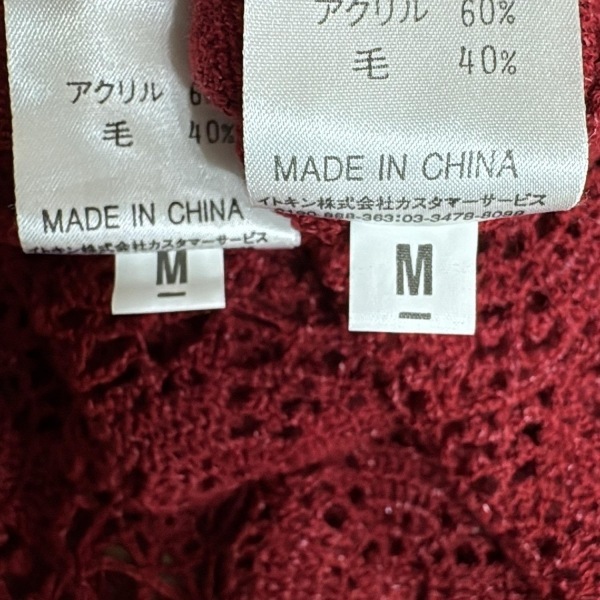 アクリル 60%
毛 40%
MADE IN CHINA
イトキン株式会社カスタマーサービス
M
アクリル 6
毛 40%
MADE IN CHINA
イトキン株式会社カスタマーサービス
M